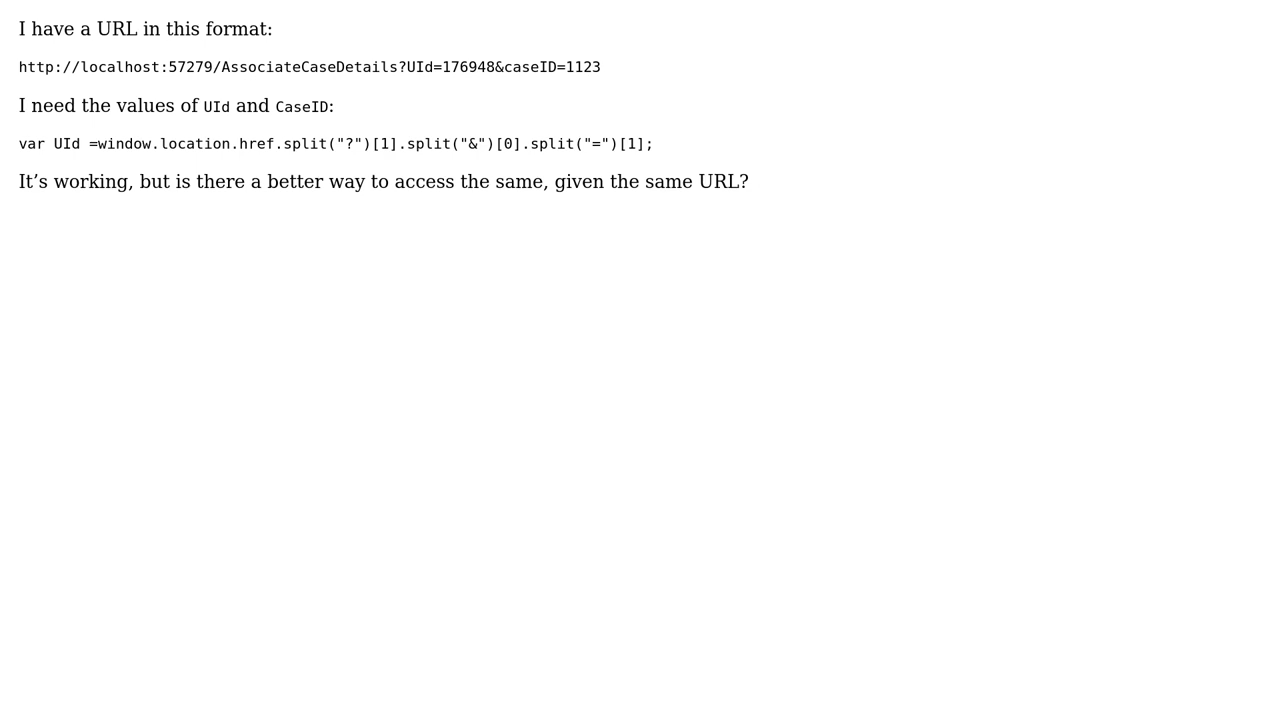 I have a URL in this format:
http://localhost:57279/AssociateCaseDetails?UId=176948&caseID=1123
I need the values of UId and CaseID:
var UId =window.location.href.split("?")[1].split("&")[0].split("=")[1];
It’s working, but is there a better way to access the same, given the same URL?